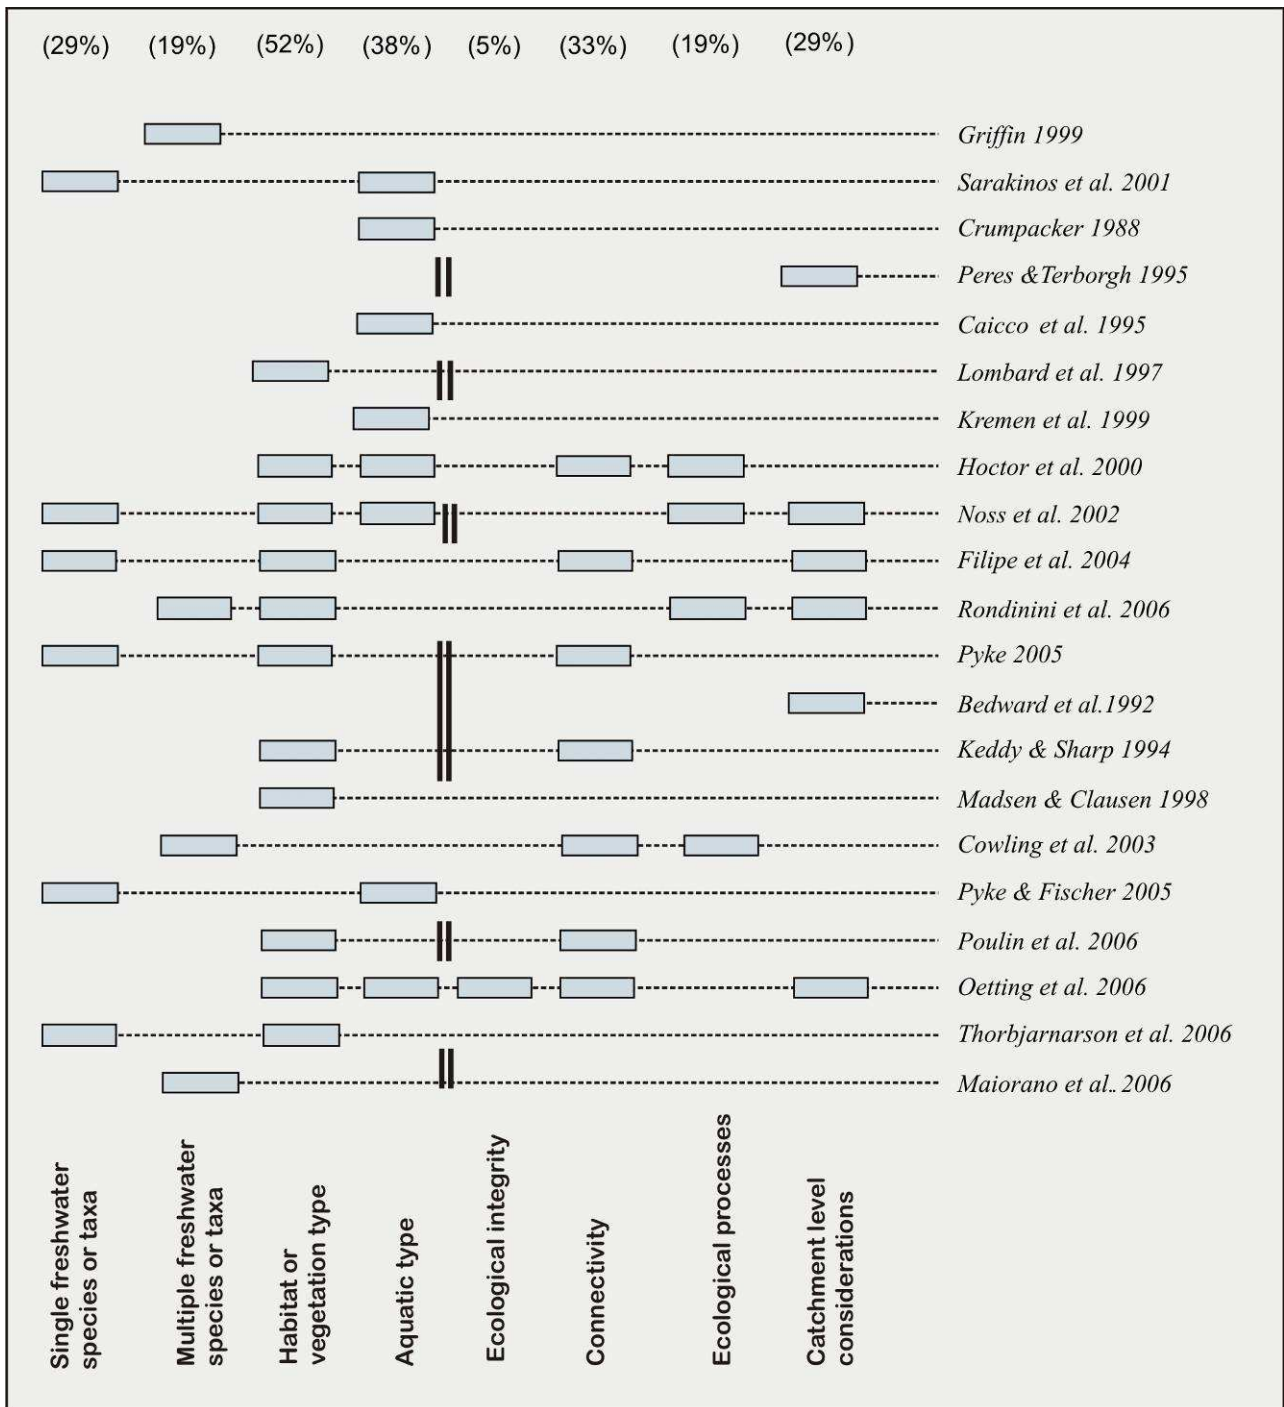 (29%) (19%) (52%) (38%) (5%) (33%) (19%) (29%)
Griffin 1999
Sarakinos et al. 2001
Crumpacker 1988
Peres &Terborgh 1995
Caicco et al. 1995
Lombard et al. 1997
Kremen et al. 1999
Hoctor et al. 2000
Noss et al. 2002
Filipe et al. 2004
Rondinini et al. 2006
Pyke 2005
Bedward et al.1992
Keddy & Sharp 1994
Madsen & Clausen 1998
Cowling et al. 2003
Pyke & Fischer 2005
Poulin et al. 2006
Oetting et al. 2006
Thorbjarnarson et al. 2006
Maiorano et al.. 2006
Single freshwater
species or taxa
Multiple freshwater
species or taxa
Habitat or
vegetation type
Aquatic type
Ecological integrity
Connectivity
Ecological processes
Catchment level
considerations